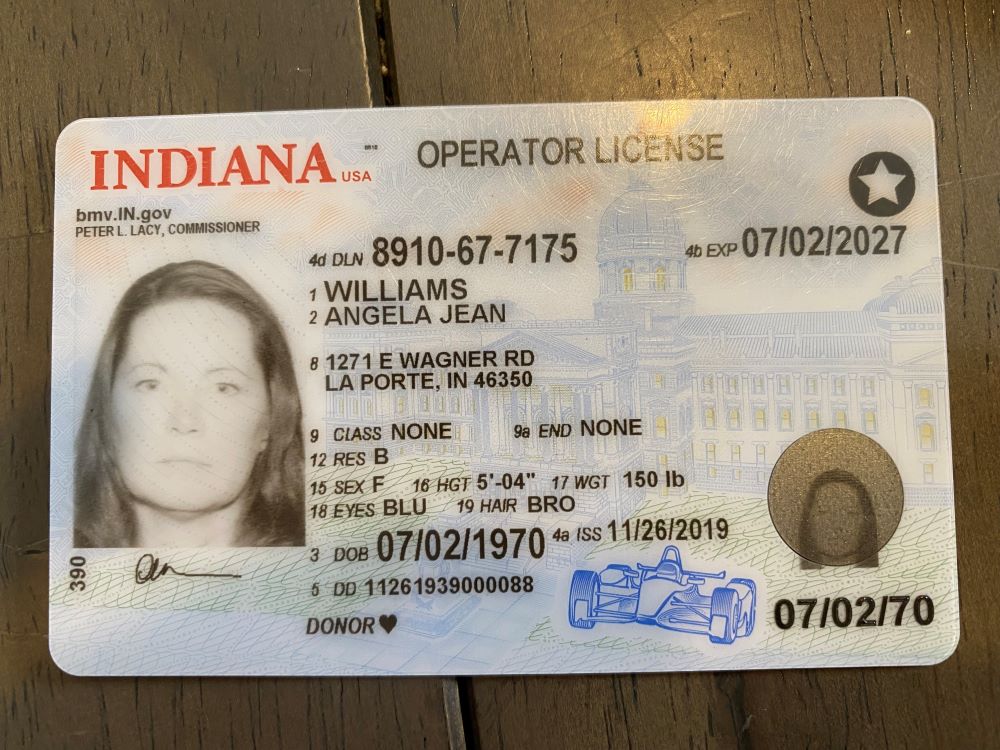 INDIANA USA
OPERATOR LICENSE
bmv.IN.gov
PETER L. LACY, COMMISSIONER
4d DLN 8910-67-7175
4b EXP 07/02/2027
1 WILLIAMS
2 ANGELA JEAN
8 1271 E WAGNER RD
LA PORTE, IN 46350
9 CLASS NONE 9a END NONE
12 RES B
15 SEX F 16 HGT 5'-04" 17 WGT 150 lb
18 EYES BLU 19 HAIR BRO
3 DOB 07/02/1970 4a ISS 11/26/2019
5 DD 11261939000088
DONOR
390
07/02/70